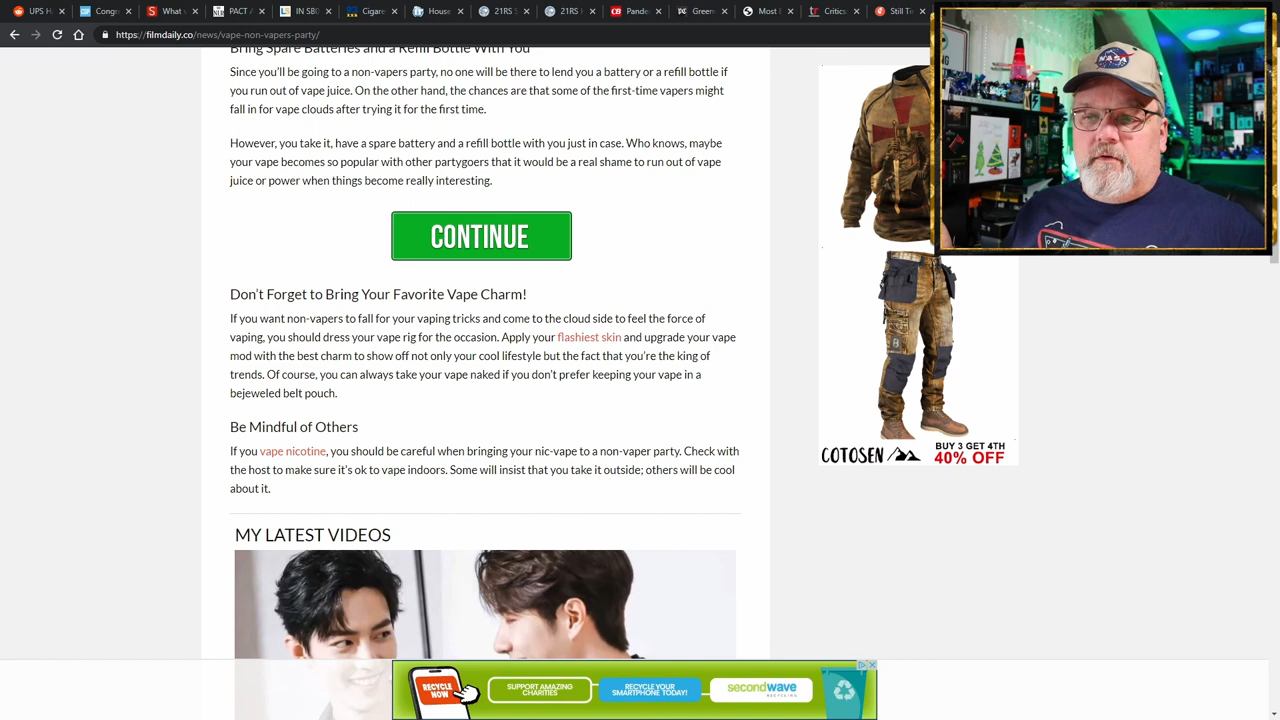 UPS H
Cong
What
PACT
IN SB0
Cigare
Host
21RS
21RS
Pande
Most
Critics
Still Ta
https://filmdaily.co/news/vape-non-vapers-party/
Bring Spare Batteries and a Refill Bottle With You
Since you'll be going to a non-vapers party, no one will be there to lend you a battery or a refill bottle if
you run out of vape juice. On the other hand, the chances are that some of the first-time vapers might
fall in for vape clouds after trying it for the first time.
However, you take it, have a spare battery and a refill bottle with you just in case. Who knows, maybe
your vape becomes so popular with other partygoers that it would be a real shame to run out of vape
juice or power when things become really interesting.
CONTINUE
Don't Forget to Bring Your Favorite Vape Charm!
If you want non-vapers to fall for your vaping tricks and come to the cloud side to feel the force of
vaping, you should dress your vape rig for the occasion. Apply your flashiest skin and upgrade your vape
mod with the best charm to show off not only your cool lifestyle but the fact that you're the king of
trends. Of course, you can always take your vape naked if you don't prefer keeping your vape in a
bejeweled belt pouch.
Be Mindful of Others
If you vape nicotine, you should be careful when bringing your nic-vape to a non-vaper party. Check with
the host to make sure it's ok to vape indoors. Some will insist that you take it outside; others will be cool
about it.
MY LATEST VIDEOS
NASA
BUY 3 GET 4TH
COTOSEN 40% OFF
RECYCLE NOW
SUPPORT AMAZING CHARITIES
RECYCLE YOUR SMARTPHONE TODAY!
secondwave
RECYCLING